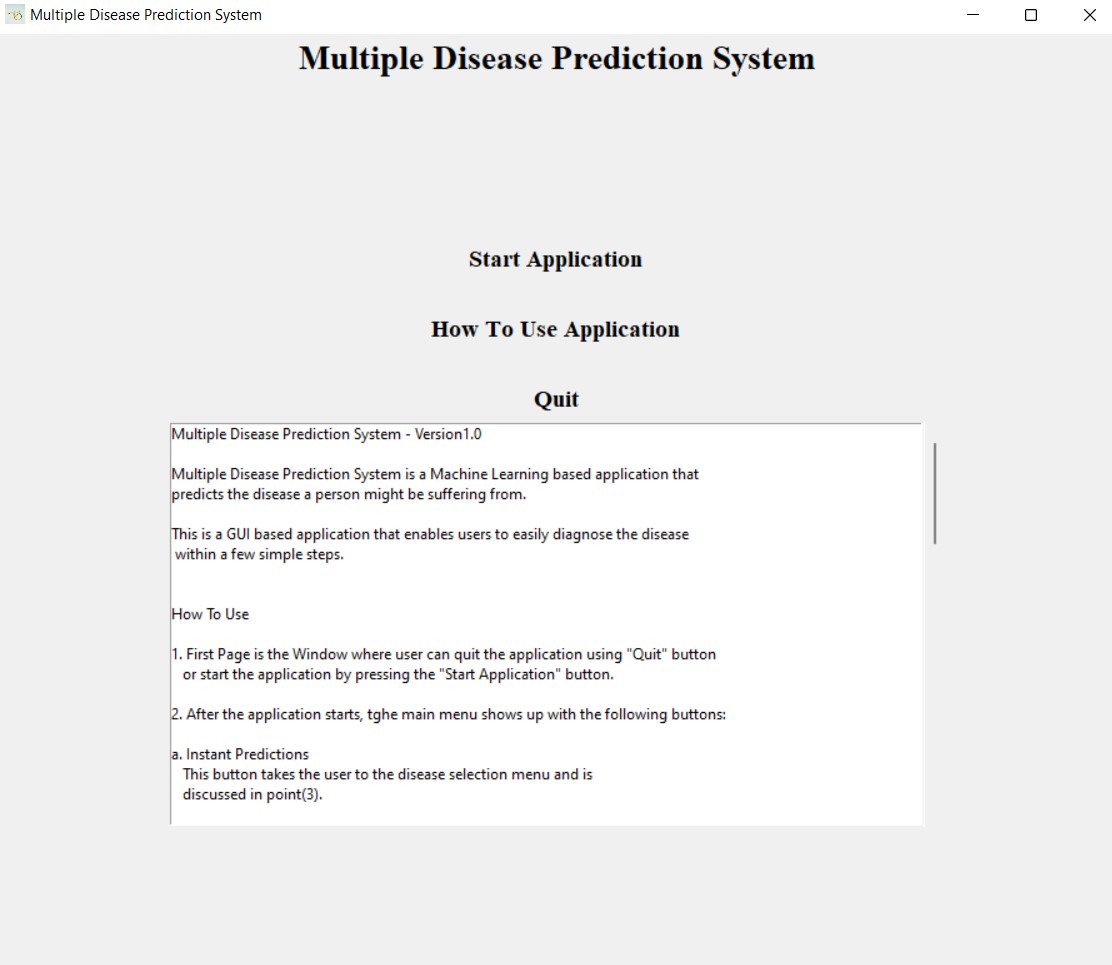 Multiple Disease Prediction System
Multiple Disease Prediction System
Start Application
How To Use Application
Quit
Multiple Disease Prediction System - Version1.0
Multiple Disease Prediction System is a Machine Learning based application that
predicts the disease a person might be suffering from.
This is a GUI based application that enables users to easily diagnose the disease
within a few simple steps.
How To Use
1. First Page is the Window where user can quit the application using "Quit" button
or start the application by pressing the "Start Application" button.
2. After the application starts, tghe main menu shows up with the following buttons:
a. Instant Predictions
This button takes the user to the disease selection menu and is
discussed in point(3).